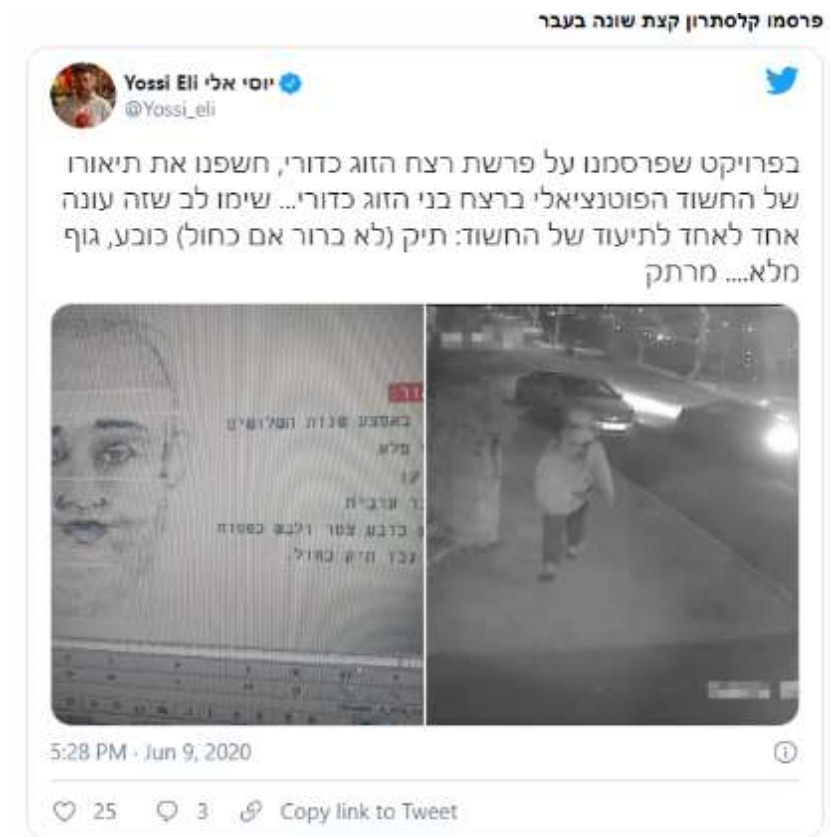 פרסמו קלסתרון קצת שונה בעבר
Yossi Eli יוסי אלי
@Yossi_eli
בפרויקט שפרסמנו על פרשת רצח הזוג כדורי, חשפנו את תיאורו
של החשוד הפוטנציאלי ברצח בני הזוג כדורי... שימו לב שזה עונה
אחד לאחד לתיעוד של החשוד: תיק (לא ברור אם כחול) כובע, גוף
מלא.... מרתק
באמצע שנות השלושים
מלא
ערבית
כובע צמר ולבש כפפות
תיק כחול.
5:28 PM · Jun 9, 2020
25
3
Copy link to Tweet